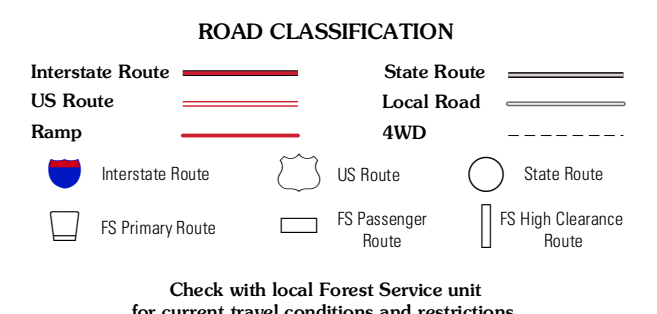 ROAD CLASSIFICATION
Interstate Route
State Route
US Route
Local Road
Ramp
4WD
Interstate Route
US Route
State Route
FS Primary Route
FS Passenger
Route
FS High Clearance
Route
Check with local Forest Service unit
for current travel conditions and restrictions.